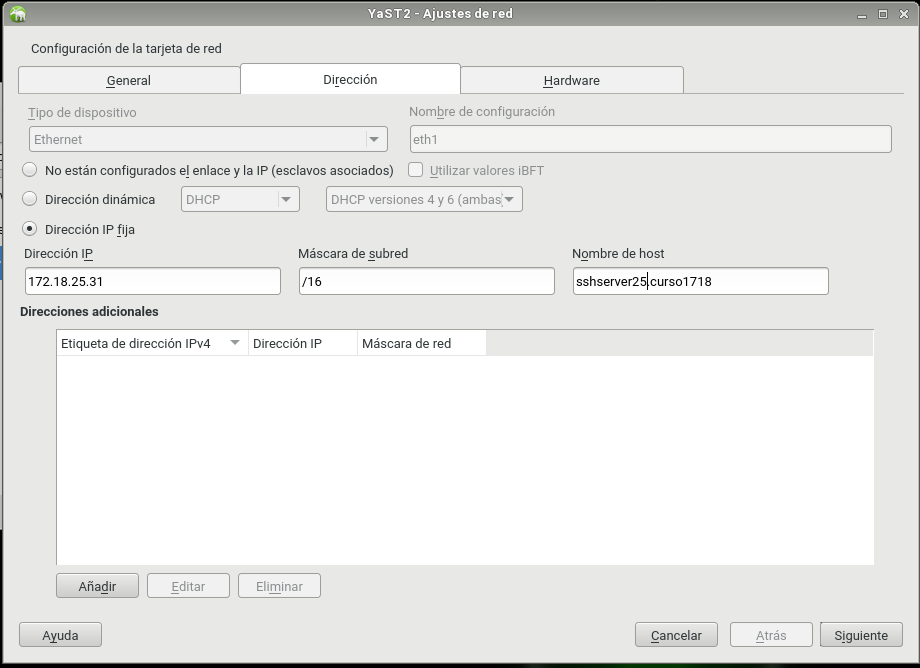 YaST2 - Ajustes de red
Configuración de la tarjeta de red
General Dirección Hardware
Tipo de dispositivo Nombre de configuración
Ethernet eth1
No están configurados el enlace y la IP (esclavos asociados) Utilizar valores iBFT
Dirección dinámica DHCP DHCP versiones 4 y 6 (ambas
Dirección IP fija
Dirección IP Máscara de subred Nombre de host
172.18.25.31 /16 sshserver25.curso1718
Direcciones adicionales
Etiqueta de dirección IPv4 Dirección IP Máscara de red
Añadir Editar Eliminar
Ayuda Cancelar Atrás Siguiente